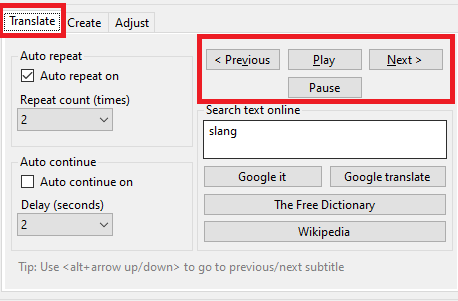 Translate Create Adjust
Auto repeat
Auto repeat on
Repeat count (times)
2
Auto continue
Auto continue on
Delay (seconds)
2
< Previous Play Next >
Pause
Search text online
slang
Google it Google translate
The Free Dictionary
Wikipedia
Tip: Use <alt+arrow up/down> to go to previous/next subtitle